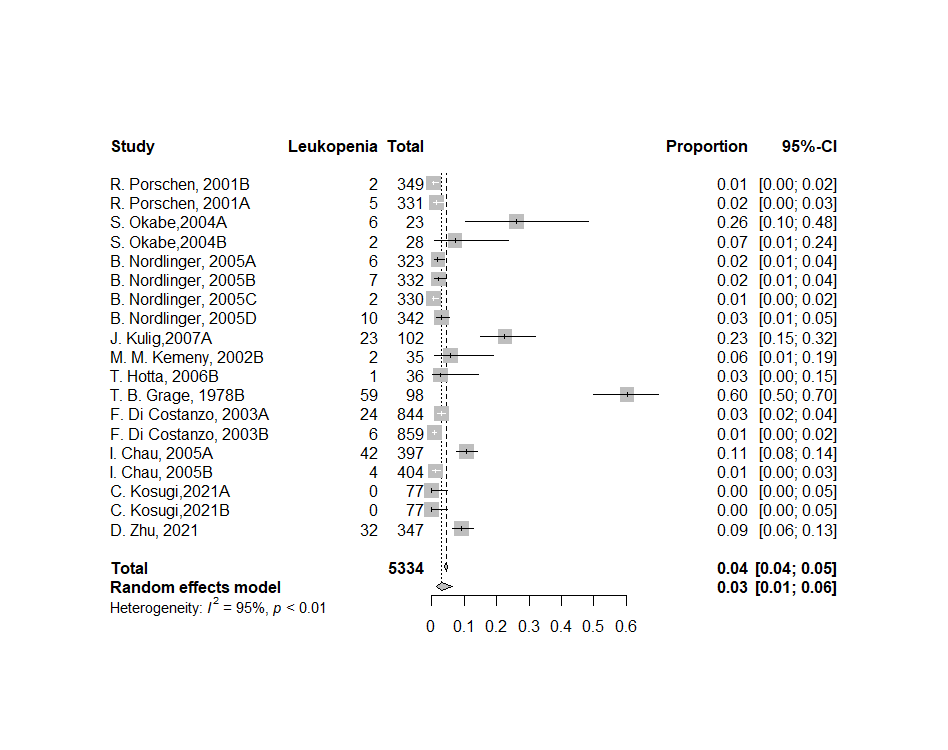 Study Leukopenia Total Proportion 95%-CI
R. Porschen, 2001B 2 349 0.01 [0.00; 0.02]
R. Porschen, 2001A 5 331 0.02 [0.00; 0.03]
S. Okabe,2004A 6 23 0.26 [0.10; 0.48]
S. Okabe,2004B 2 28 0.07 [0.01; 0.24]
B. Nordlinger, 2005A 6 323 0.02 [0.01; 0.04]
B. Nordlinger, 2005B 7 332 0.02 [0.01; 0.04]
B. Nordlinger, 2005C 2 330 0.01 [0.00; 0.02]
B. Nordlinger, 2005D 10 342 0.03 [0.01; 0.05]
J. Kulig,2007A 23 102 0.23 [0.15; 0.32]
M. M. Kemeny, 2002B 2 35 0.06 [0.01; 0.19]
T. Hotta, 2006B 1 36 0.03 [0.00; 0.15]
T. B. Grage, 1978B 59 98 0.60 [0.50; 0.70]
F. Di Costanzo, 2003A 24 844 0.03 [0.02; 0.04]
F. Di Costanzo, 2003B 6 859 0.01 [0.00; 0.02]
I. Chau, 2005A 42 397 0.11 [0.08; 0.14]
I. Chau, 2005B 4 404 0.01 [0.00; 0.03]
C. Kosugi,2021A 0 77 0.00 [0.00; 0.05]
C. Kosugi,2021B 0 77 0.00 [0.00; 0.05]
D. Zhu, 2021 32 347 0.09 [0.06; 0.13]
Total 5334 0.04 [0.04; 0.05]
Random effects model 0.03 [0.01; 0.06]
Heterogeneity: I² = 95%, p < 0.01
0 0.1 0.2 0.3 0.4 0.5 0.6